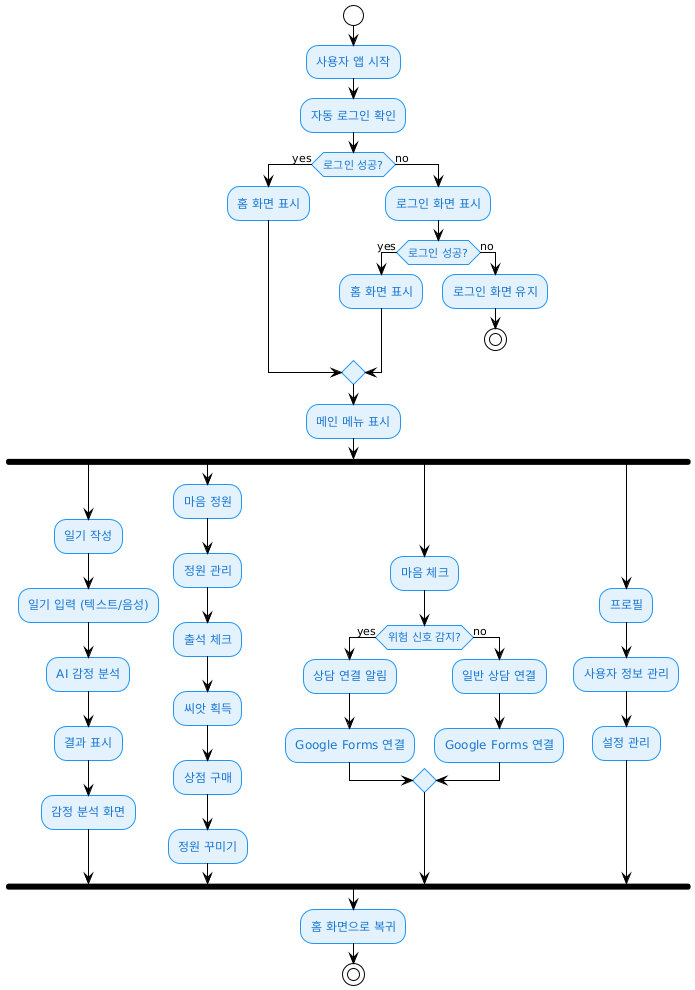 사용자 앱 시작
자동 로그인 확인
yes
로그인 성공?
no
홈 화면 표시
로그인 화면 표시
yes
로그인 성공?
no
홈 화면 표시
로그인 화면 유지
메인 메뉴 표시
일기 작성
일기 입력 (텍스트/음성)
AI 감정 분석
결과 표시
감정 분석 화면
마음 정원
정원 관리
출석 체크
씨앗 획득
상점 구매
정원 꾸미기
마음 체크
yes
위험 신호 감지?
no
상담 연결 알림
Google Forms 연결
일반 상담 연결
Google Forms 연결
프로필
사용자 정보 관리
설정 관리
홈 화면으로 복귀